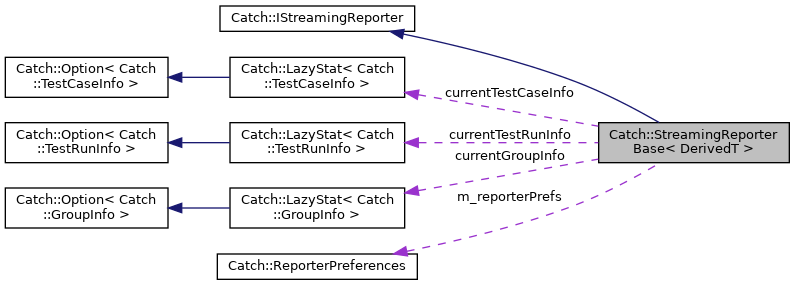 Catch::IStreamingReporter
Catch::Option< Catch
::TestCaseInfo >
Catch::LazyStat< Catch
::TestCaseInfo >
currentTestCaseInfo
Catch::Option< Catch
::TestRunInfo >
Catch::LazyStat< Catch
::TestRunInfo >
currentTestRunInfo
Catch::StreamingReporter
Base< DerivedT >
currentGroupInfo
Catch::Option< Catch
::GroupInfo >
Catch::LazyStat< Catch
::GroupInfo >
m_reporterPrefs
Catch::ReporterPreferences